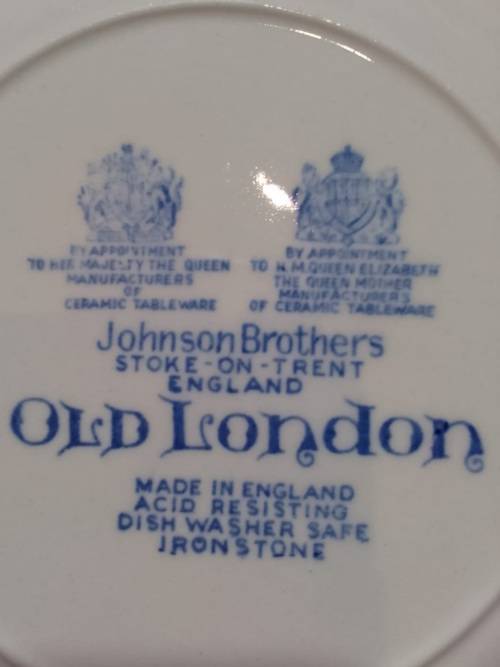 BY APPOINTMENT
TO HER MAJESTY THE QUEEN
MANUFACTURERS
OF
CERAMIC TABLEWARE
BY APPOINTMENT
TO H.M. QUEEN ELIZABETH
THE QUEEN MOTHER
MANUFACTURERS
OF CERAMIC TABLEWARE
Johnson Brothers
STOKE-ON-TRENT
ENGLAND
OLD London
MADE IN ENGLAND
ACID RESISTING
DISH WASHER SAFE
IRONSTONE